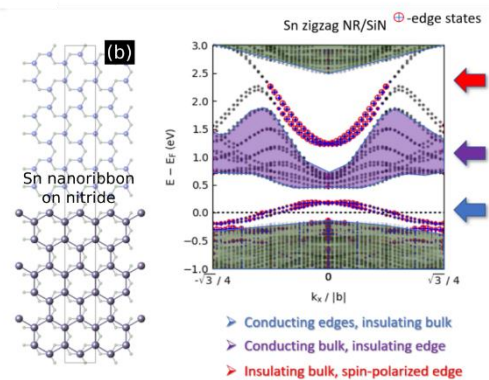 (b)
Sn nanoribbon
on nitride
Sn zigzag NR/SiN
-edge states
E − E_F (eV)
3.0
2.5
2.0
1.5
1.0
0.5
0.0
−0.5
−1.0
-√3 / 4
0
√3 / 4
kₓ / |b|
Conducting edges, insulating bulk
Conducting bulk, insulating edge
Insulating bulk, spin-polarized edge